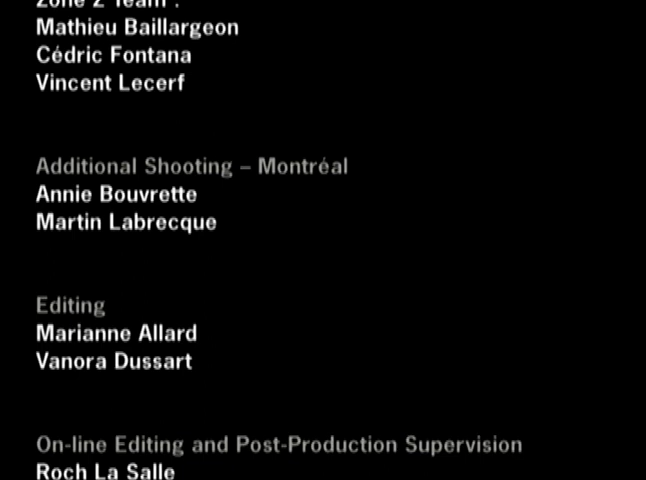 Zone 2 Team :
Mathieu Baillargeon
Cédric Fontana
Vincent Lecerf
Additional Shooting – Montréal
Annie Bouvrette
Martin Labrecque
Editing
Marianne Allard
Vanora Dussart
On-line Editing and Post-Production Supervision
Roch La Salle